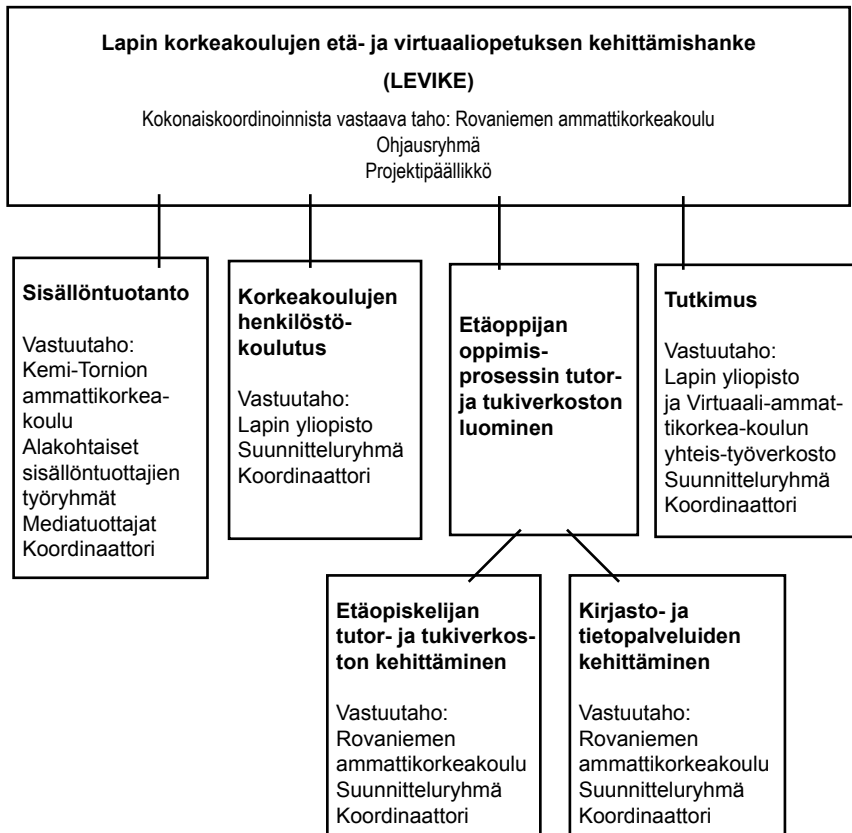 Lapin korkeakoulujen etä- ja virtuaaliopetuksen kehittämishanke
(LEVIKE)
Kokonaiskoordinoinnista vastaava taho: Rovaniemen ammattikorkeakoulu
Ohjausryhmä
Projektipäällikkö
Sisällöntuotanto
Vastuutaho:
Kemi-Tornion
ammattikorkea-
koulu
Alakohtaiset
sisällöntuottajien
työryhmät
Mediatuottajat
Koordinaattori
Korkeakoulujen
henkilöstö-
koulutus
Vastuutaho:
Lapin yliopisto
Suunnitteluryhmä
Koordinaattori
Etäoppijan
oppimis-
prosessin tutor-
ja tukiverkoston
luominen
Tutkimus
Vastuutaho:
Lapin yliopisto
ja Virtuaali-ammat-
tikorkea-koulun
yhteis-työverkosto
Suunnitteluryhmä
Koordinaattori
Etäopiskelijan
tutor- ja tukiverkos-
ton kehittäminen
Vastuutaho:
Rovaniemen
ammattikorkeakoulu
Suunnitteluryhmä
Koordinaattori
Kirjasto- ja
tietopalveluiden
kehittäminen
Vastuutaho:
Rovaniemen
ammattikorkeakoulu
Suunnitteluryhmä
Koordinaattori